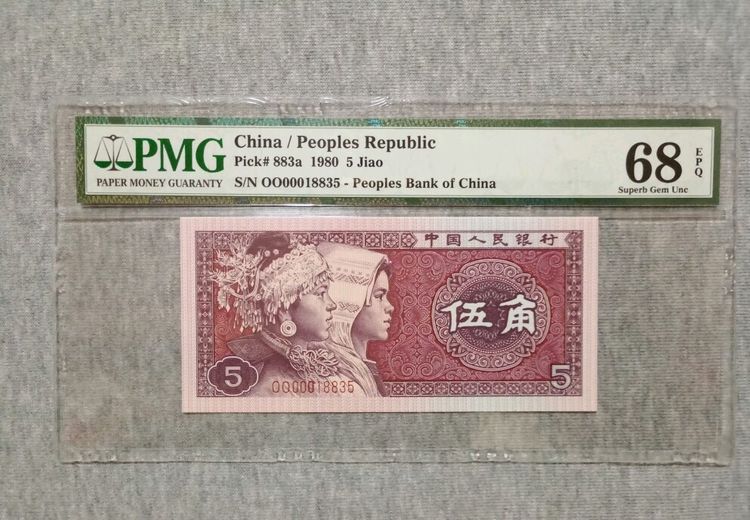 PMG
PAPER MONEY GUARANTY
China / Peoples Republic
Pick# 883a 1980 5 Jiao
S/N OO00018835 - Peoples Bank of China
68
EPQ
Superb Gem Unc
中国人民银行
伍角
5
OO00018835
5